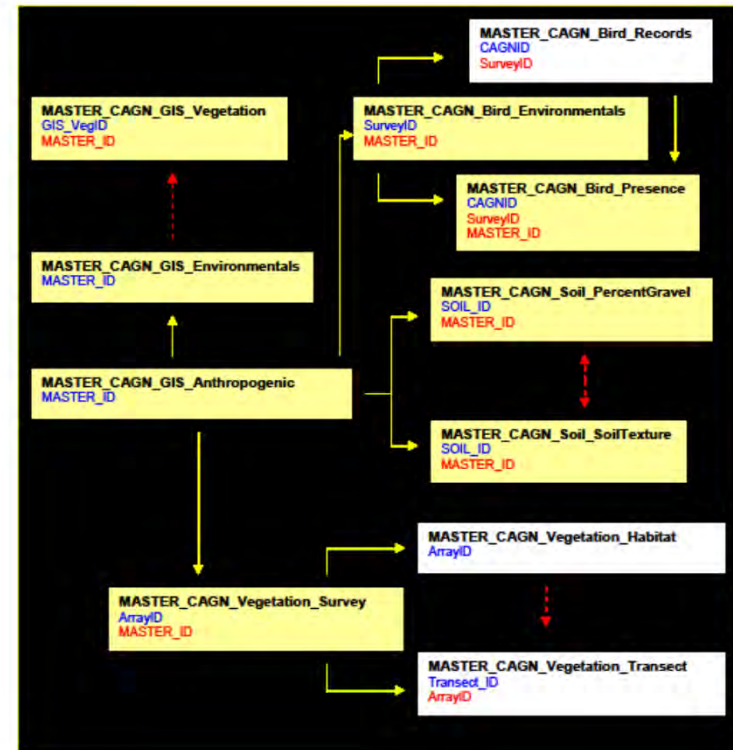 MASTER_CAGN_Bird_Records
CAGNID
SurveyID
MASTER_CAGN_GIS_Vegetation
GIS_VegID
MASTER_ID
MASTER_CAGN_Bird_Environmentals
SurveyID
MASTER_ID
MASTER_CAGN_Bird_Presence
CAGNID
SurveyID
MASTER_ID
MASTER_CAGN_GIS_Environmentals
MASTER_ID
MASTER_CAGN_Soil_PercentGravel
SOIL_ID
MASTER_ID
MASTER_CAGN_GIS_Anthropogenic
MASTER_ID
MASTER_CAGN_Soil_SoilTexture
SOIL_ID
MASTER_ID
MASTER_CAGN_Vegetation_Habitat
ArrayID
MASTER_CAGN_Vegetation_Survey
ArrayID
MASTER_ID
MASTER_CAGN_Vegetation_Transect
Transect_ID
ArrayID